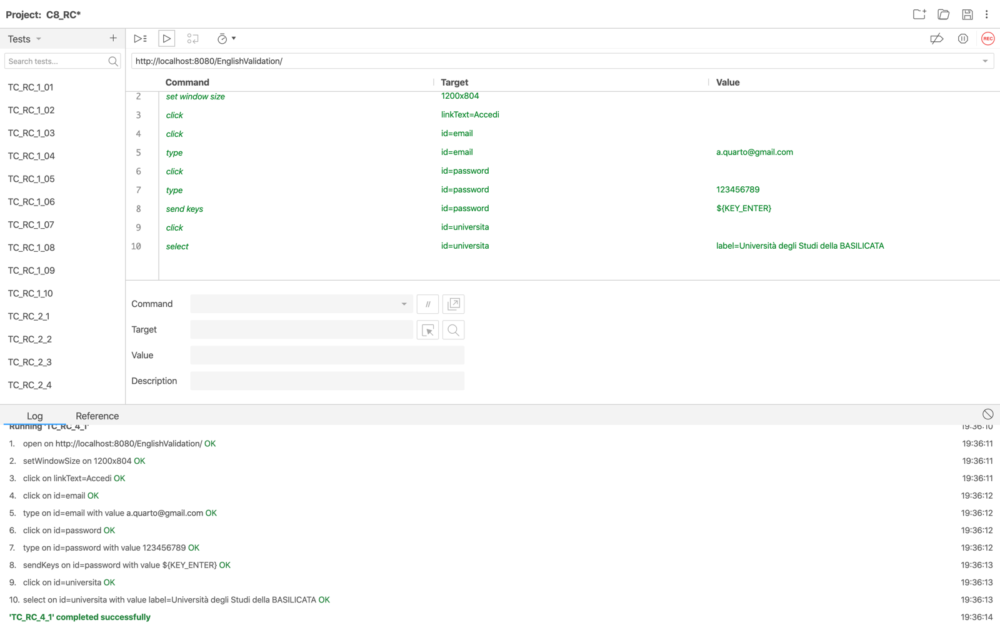 Project: C8_RC*
Tests
Search tests...
TC_RC_1_01
TC_RC_1_02
TC_RC_1_03
TC_RC_1_04
TC_RC_1_05
TC_RC_1_06
TC_RC_1_07
TC_RC_1_08
TC_RC_1_09
TC_RC_1_10
TC_RC_2_1
TC_RC_2_2
TC_RC_2_3
TC_RC_2_4
REC
http://localhost:8080/EnglishValidation/
Command Target Value
2 set window size 1200x804
3 click linkText=Accedi
4 click id=email
5 type id=email a.quarto@gmail.com
6 click id=password
7 type id=password 123456789
8 send keys id=password ${KEY_ENTER}
9 click id=universita
10 select id=universita label=Università degli Studi della BASILICATA
Command //
Target
Value
Description
Log Reference
Running 'TC_RC_4_1' 19:36:10
1. open on http://localhost:8080/EnglishValidation/ OK 19:36:11
2. setWindowSize on 1200x804 OK 19:36:11
3. click on linkText=Accedi OK 19:36:11
4. click on id=email OK 19:36:12
5. type on id=email with value a.quarto@gmail.com OK 19:36:12
6. click on id=password OK 19:36:12
7. type on id=password with value 123456789 OK 19:36:12
8. sendKeys on id=password with value ${KEY_ENTER} OK 19:36:13
9. click on id=universita OK 19:36:13
10. select on id=universita with value label=Università degli Studi della BASILICATA OK 19:36:13
'TC_RC_4_1' completed successfully 19:36:14